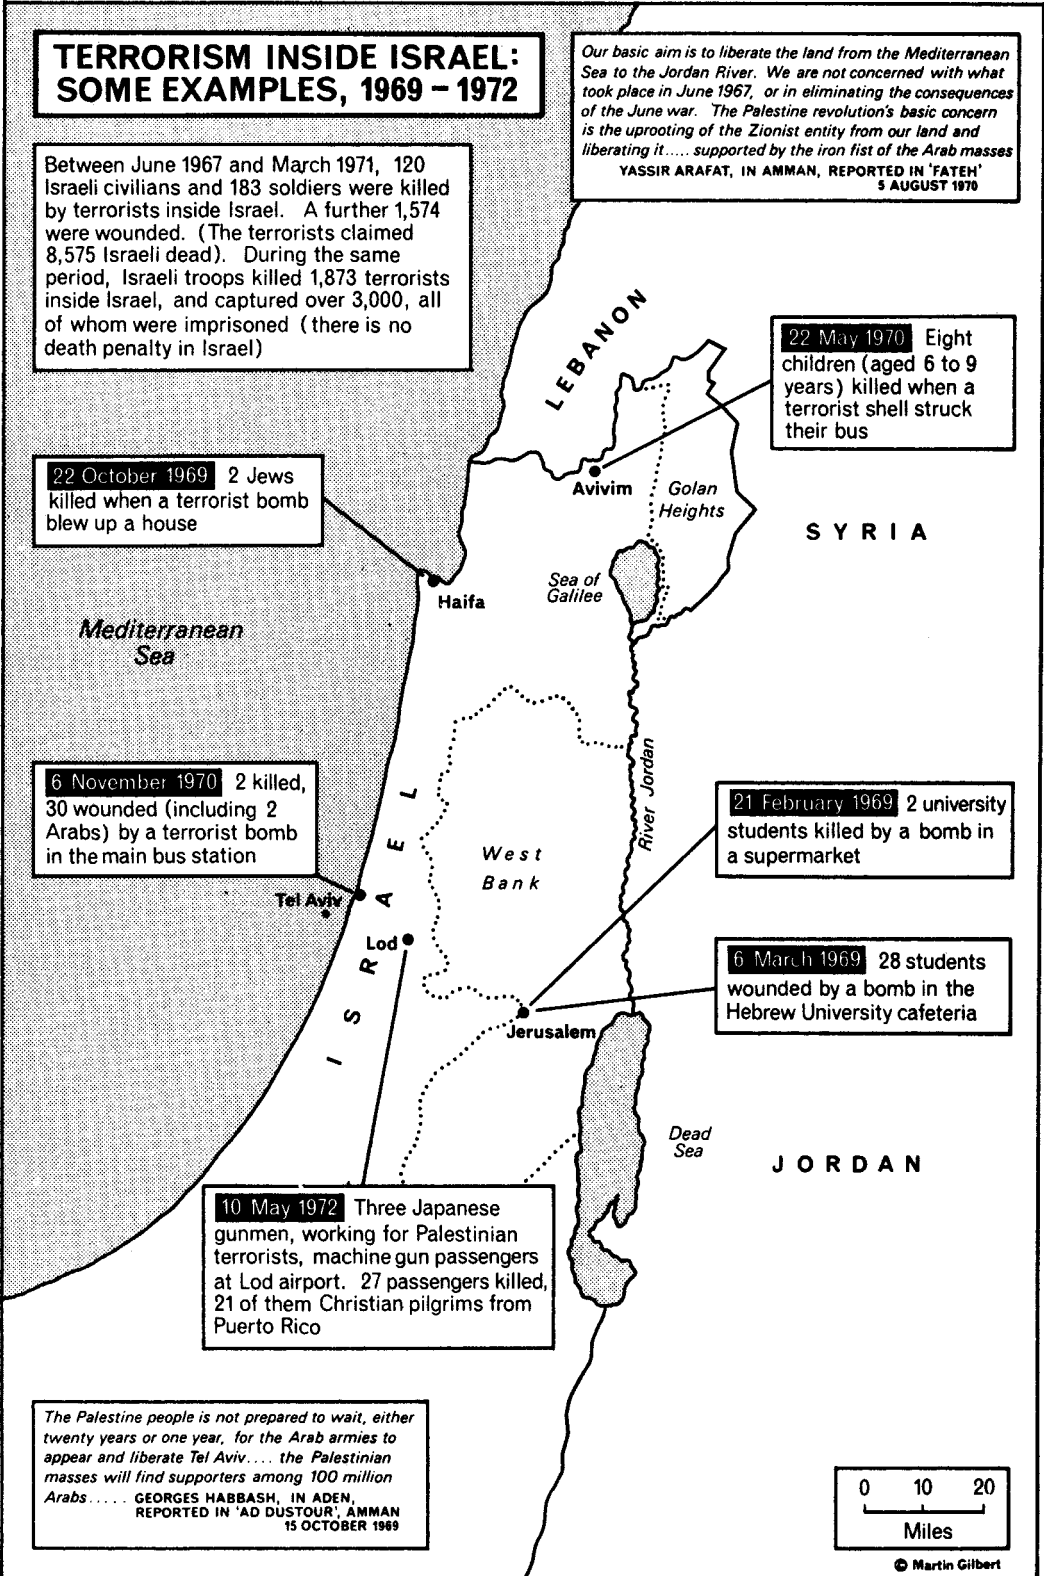 TERRORISM INSIDE ISRAEL:
SOME EXAMPLES, 1969 – 1972
Our basic aim is to liberate the land from the Mediterranean
Sea to the Jordan River. We are not concerned with what
took place in June 1967, or in eliminating the consequences
of the June war. The Palestine revolution's basic concern
is the uprooting of the Zionist entity from our land and
liberating it..... supported by the iron fist of the Arab masses
YASSIR ARAFAT, IN AMMAN, REPORTED IN 'FATEH'
5 AUGUST 1970
Between June 1967 and March 1971, 120
Israeli civilians and 183 soldiers were killed
by terrorists inside Israel. A further 1,574
were wounded. (The terrorists claimed
8,575 Israeli dead). During the same
period, Israeli troops killed 1,873 terrorists
inside Israel, and captured over 3,000, all
of whom were imprisoned (there is no
death penalty in Israel)
LEBANON
22 May 1970 Eight
children (aged 6 to 9
years) killed when a
terrorist shell struck
their bus
22 October 1969 2 Jews
killed when a terrorist bomb
blew up a house
Avivim
Golan
Heights
SYRIA
Sea of
Galilee
Haifa
Mediterranean
Sea
River Jordan
6 November 1970 2 killed,
30 wounded (including 2
Arabs) by a terrorist bomb
in the main bus station
21 February 1969 2 university
students killed by a bomb in
a supermarket
West
Bank
ISRAEL
Tel Aviv
Lod
6 March 1969 28 students
wounded by a bomb in the
Hebrew University cafeteria
Jerusalem
Dead
Sea
JORDAN
10 May 1972 Three Japanese
gunmen, working for Palestinian
terrorists, machine gun passengers
at Lod airport. 27 passengers killed,
21 of them Christian pilgrims from
Puerto Rico
The Palestine people is not prepared to wait, either
twenty years or one year, for the Arab armies to
appear and liberate Tel Aviv.... the Palestinian
masses will find supporters among 100 million
Arabs..... GEORGES HABBASH, IN ADEN,
REPORTED IN 'AD DUSTOUR', AMMAN
15 OCTOBER 1969
0 10 20
Miles
© Martin Gilbert